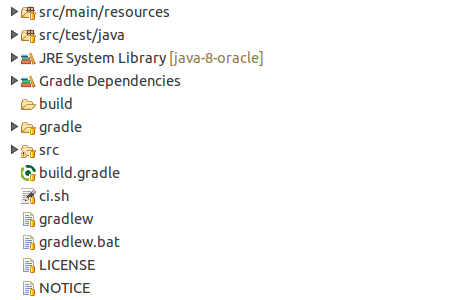 src/main/resources
src/test/java
JRE System Library [java-8-oracle]
Gradle Dependencies
build
gradle
src
build.gradle
ci.sh
gradlew
gradlew.bat
LICENSE
NOTICE